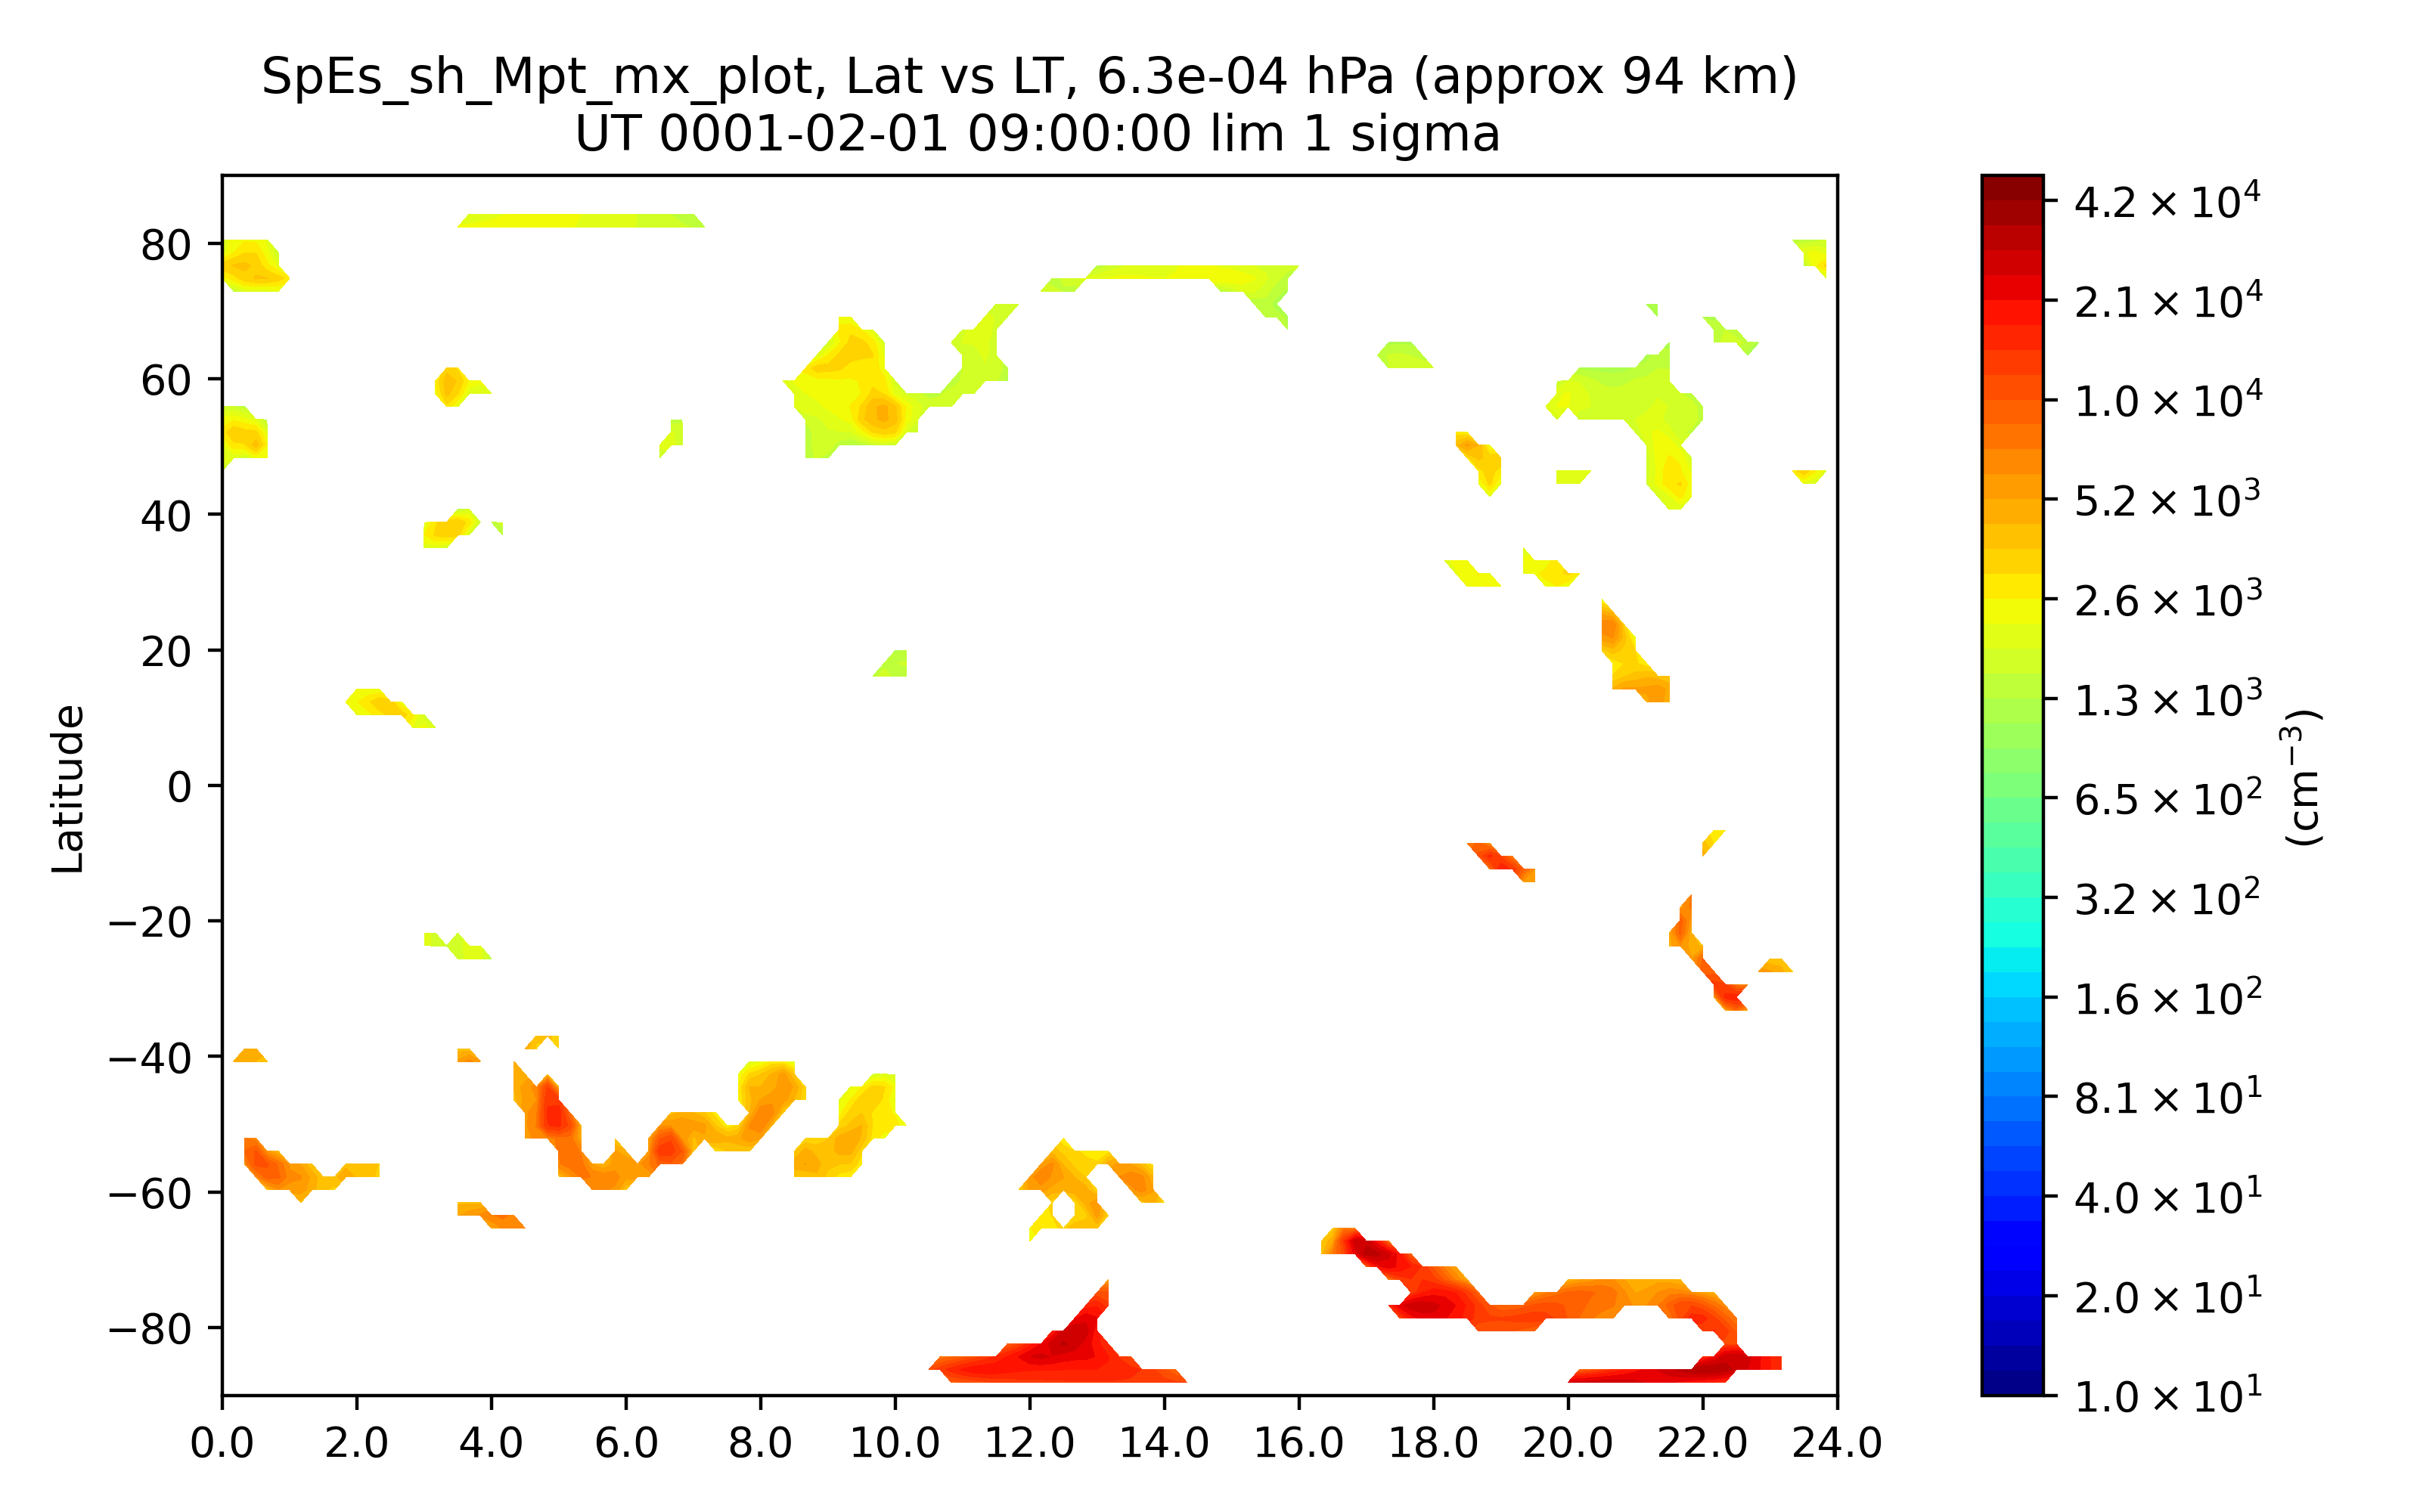 SpEs_sh_Mpt_mx_plot, Lat vs LT, 6.3e-04 hPa (approx 94 km)
UT 0001-02-01 09:00:00 lim 1 sigma
Latitude
80
60
40
20
0
−20
−40
−60
−80
0.0 2.0 4.0 6.0 8.0 10.0 12.0 14.0 16.0 18.0 20.0 22.0 24.0
4.2 × 10⁴
2.1 × 10⁴
1.0 × 10⁴
5.2 × 10³
2.6 × 10³
1.3 × 10³
6.5 × 10²
3.2 × 10²
1.6 × 10²
8.1 × 10¹
4.0 × 10¹
2.0 × 10¹
1.0 × 10¹
(cm⁻³)